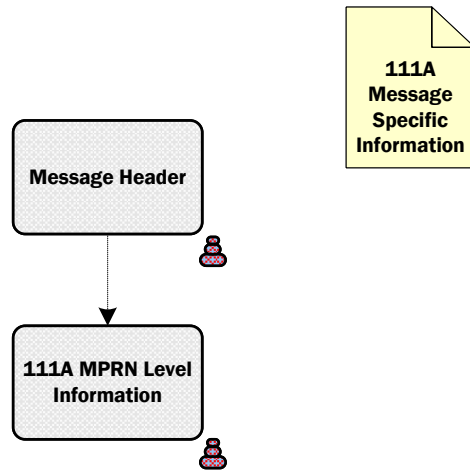 111A
Message
Specific
Information
Message Header
111A MPRN Level
Information